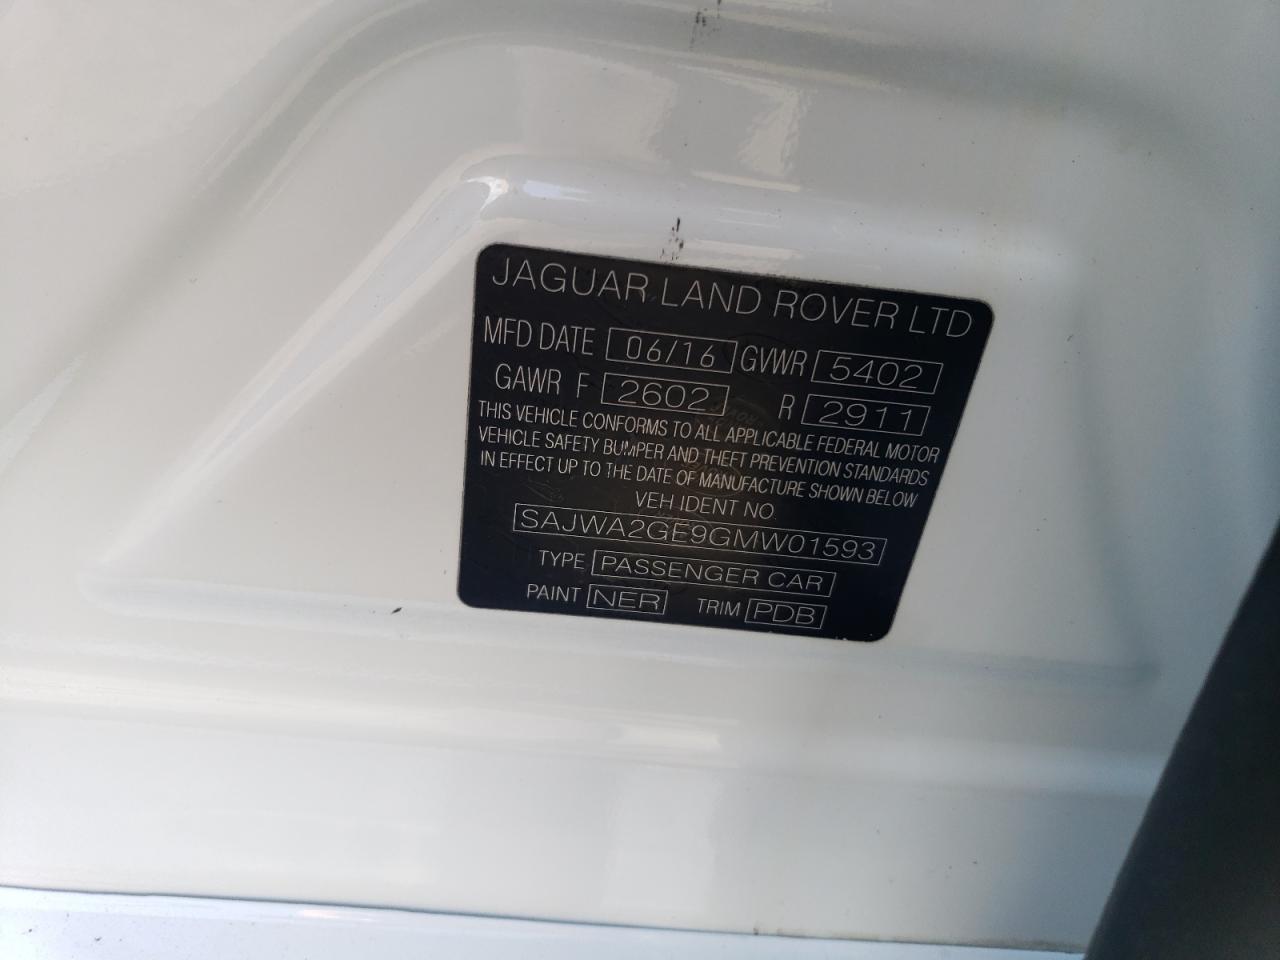 JAGUAR LAND ROVER LTD
MFD DATE 06/16 GVWR 5402
GAWR F 2602 R 2911
THIS VEHICLE CONFORMS TO ALL APPLICABLE FEDERAL MOTOR
VEHICLE SAFETY BUMPER AND THEFT PREVENTION STANDARDS
IN EFFECT UP TO THE DATE OF MANUFACTURE SHOWN BELOW
VEH IDENT NO.
SAJWA2GE9GMW01593
TYPE PASSENGER CAR
PAINT NER TRIM PDB